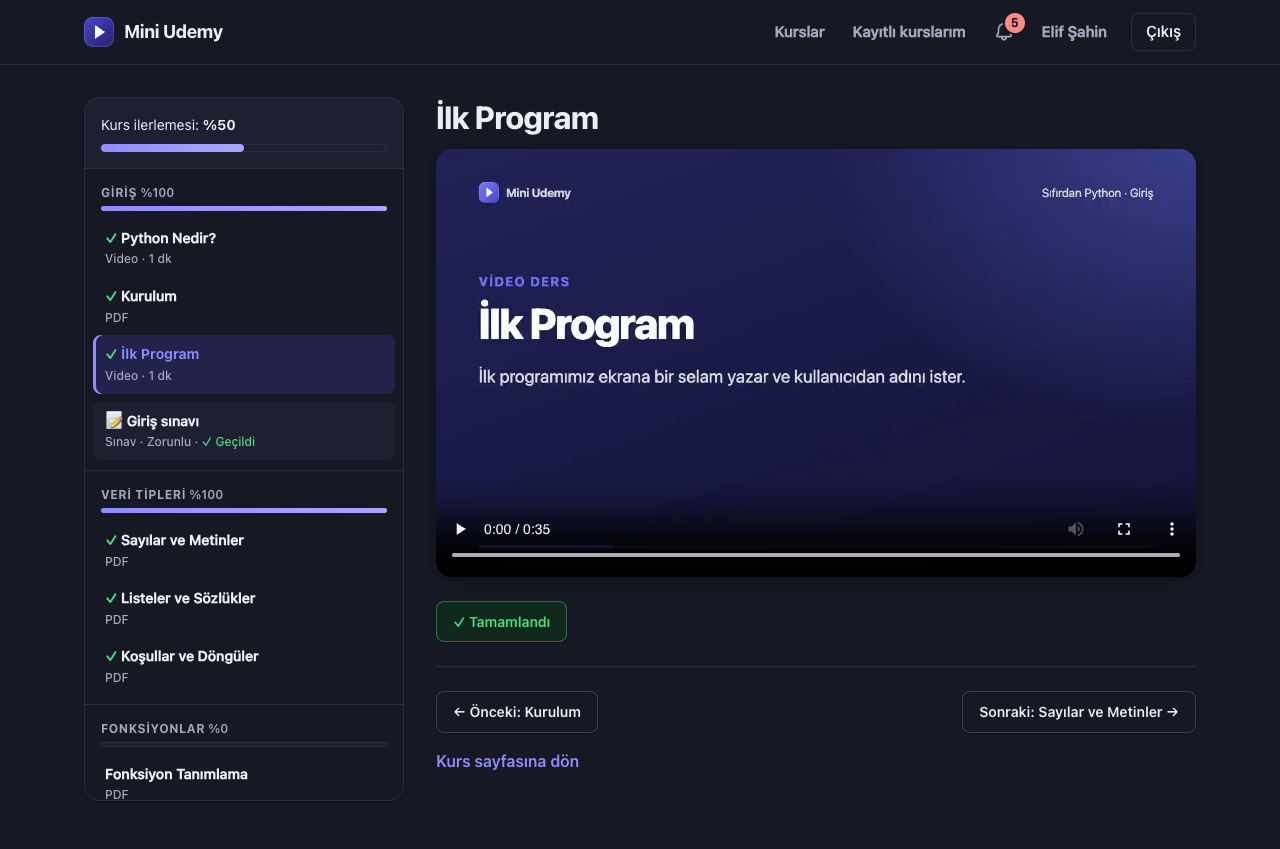 Mini Udemy
Kurslar
Kayıtlı kurslarım
5
Elif Şahin
Çıkış
Kurs ilerlemesi: %50
GİRİŞ %100
✓ Python Nedir?
Video · 1 dk
✓ Kurulum
PDF
✓ İlk Program
Video · 1 dk
📝 Giriş sınavı
Sınav · Zorunlu · ✓ Geçildi
VERİ TİPLERİ %100
✓ Sayılar ve Metinler
PDF
✓ Listeler ve Sözlükler
PDF
✓ Koşullar ve Döngüler
PDF
FONKSİYONLAR %0
Fonksiyon Tanımlama
PDF
İlk Program
Mini Udemy
Sıfırdan Python · Giriş
VİDEO DERS
İlk Program
İlk programımız ekrana bir selam yazar ve kullanıcıdan adını ister.
0:00 / 0:35
✓ Tamamlandı
← Önceki: Kurulum
Sonraki: Sayılar ve Metinler →
Kurs sayfasına dön